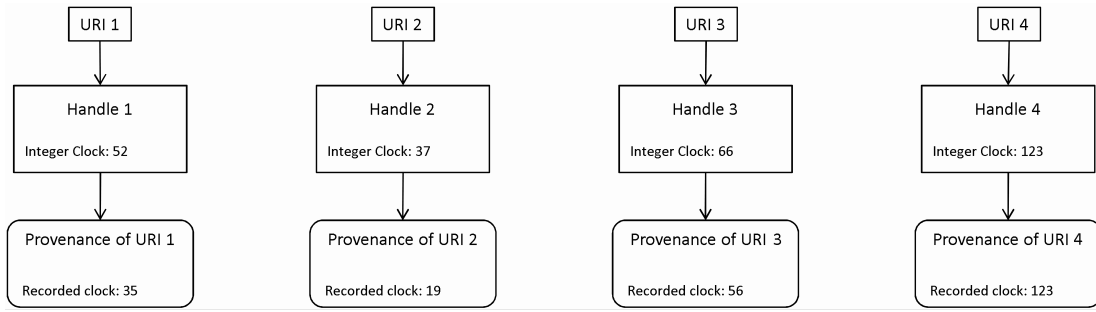 URI 1
URI 2
URI 3
URI 4
Handle 1
Handle 2
Handle 3
Handle 4
Integer Clock: 52
Integer Clock: 37
Integer Clock: 66
Integer Clock: 123
Provenance of URI 1
Provenance of URI 2
Provenance of URI 3
Provenance of URI 4
Recorded clock: 35
Recorded clock: 19
Recorded clock: 56
Recorded clock: 123